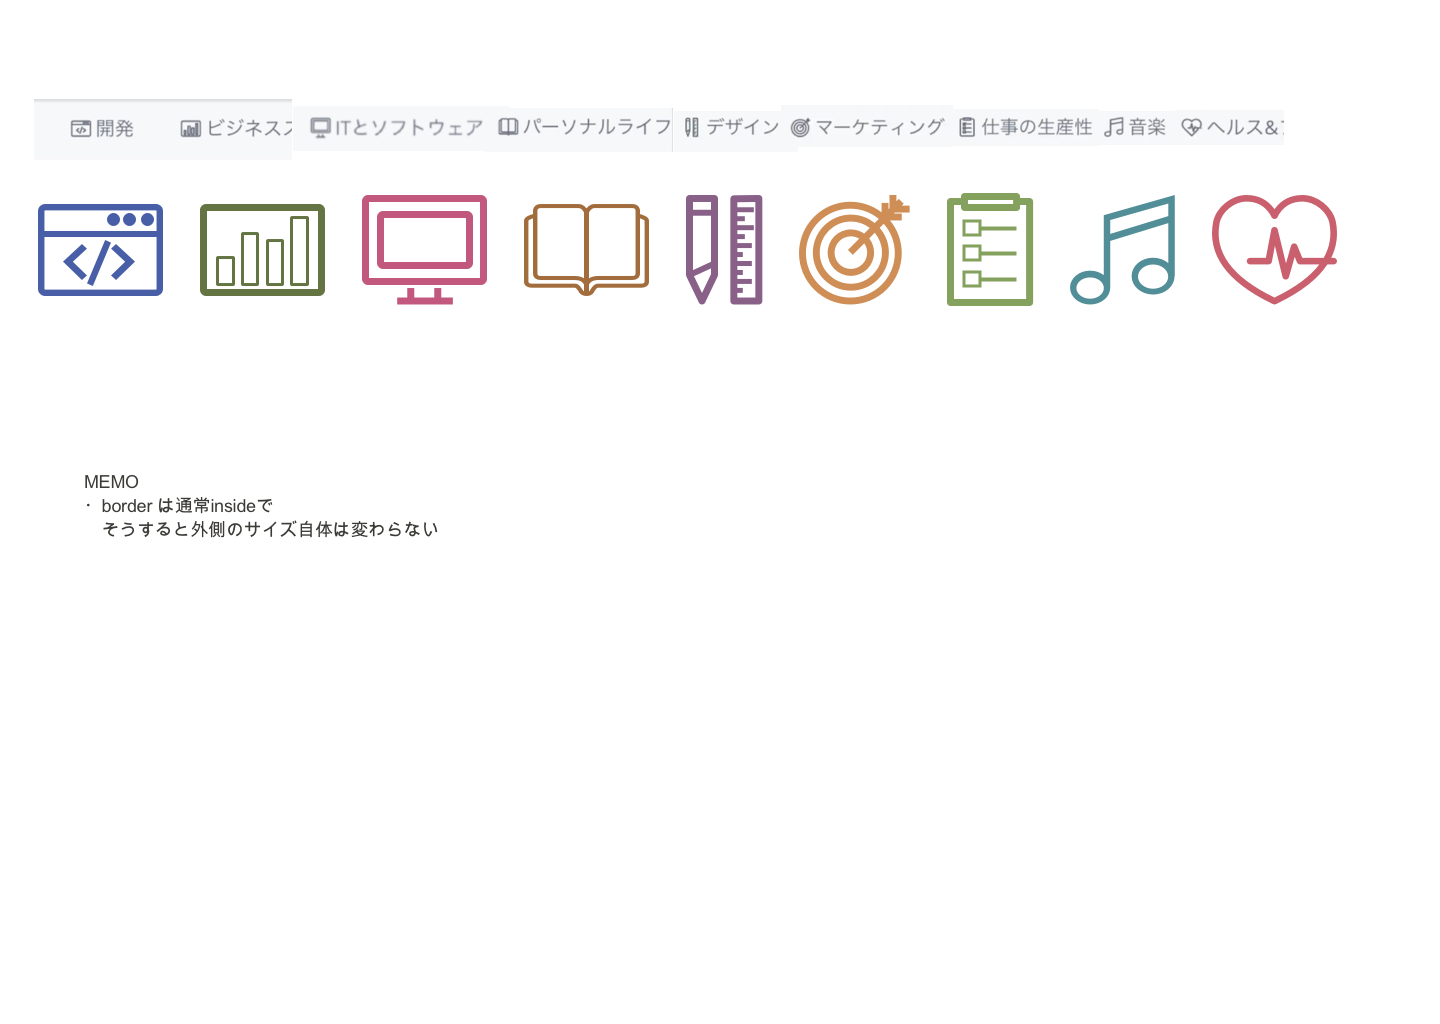 開発
ビジネス
ITとソフトウェア
パーソナルライフ
デザイン
マーケティング
仕事の生産性
音楽
ヘルス&
MEMO
・ border は通常insideで
そうすると外側のサイズ自体は変わらない